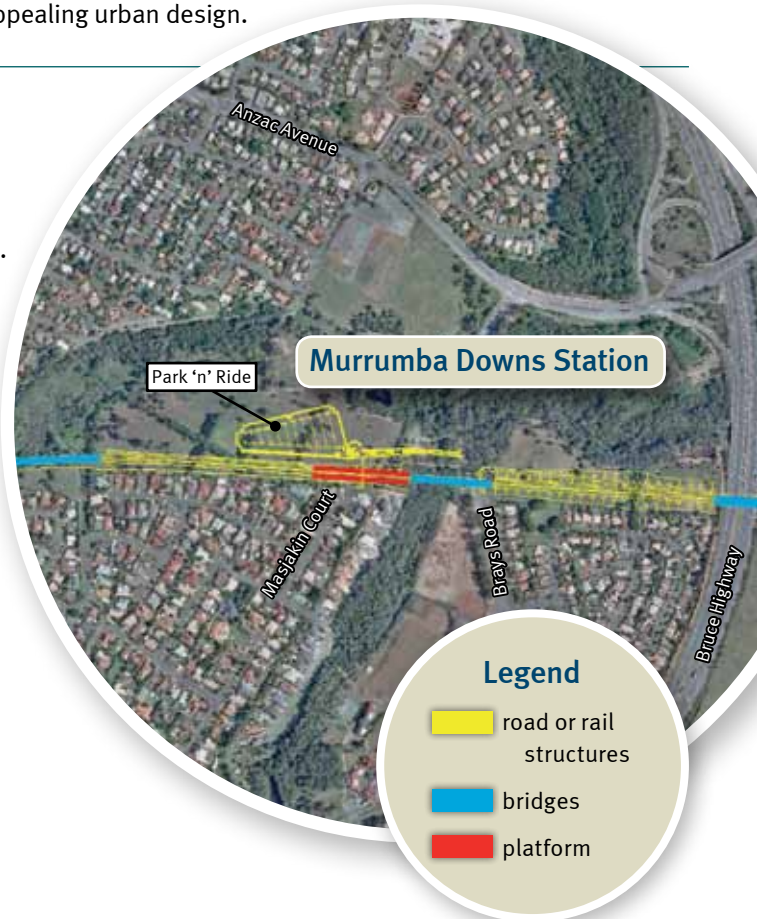 ppealing urban design.
.
Anzac Avenue
Murrumba Downs Station
Park ‘n’ Ride
Masjakin Court
Brays Road
Bruce Highway
Legend
road or rail
structures
bridges
platform